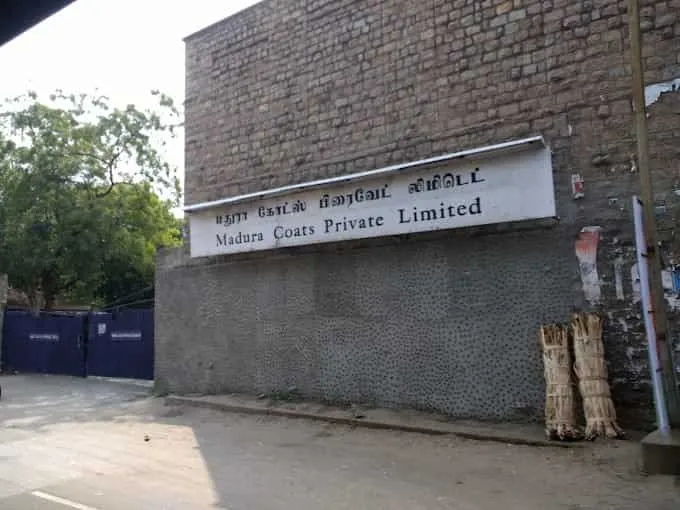 மதுரா கோட்ஸ் பிரைவேட் லிமிடெட்
Madura Coats Private Limited